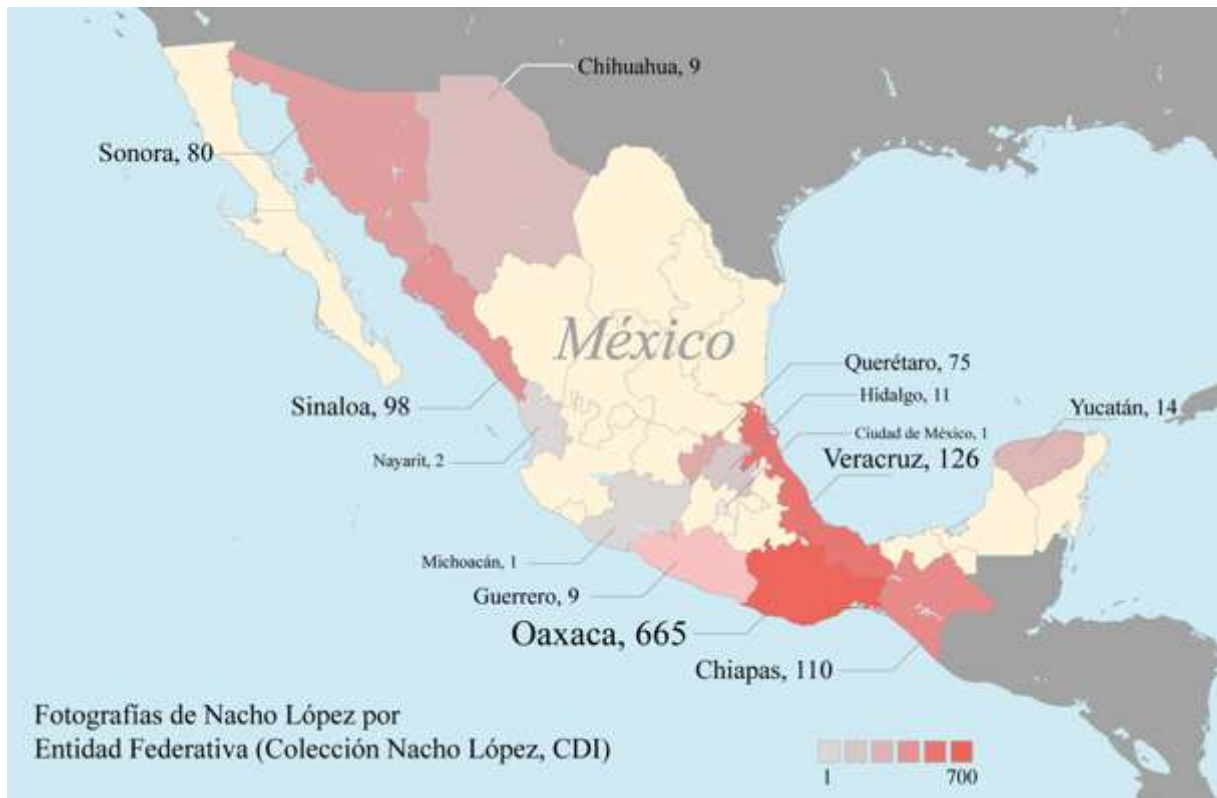 Chihuahua, 9
Sonora, 80
México
Querétaro, 75
Sinaloa, 98
Hidalgo, 11
Yucatán, 14
Ciudad de México, 1
Nayarit, 2
Veracruz, 126
Michoacán, 1
Guerrero, 9
Oaxaca, 665
Chiapas, 110
Fotografías de Nacho López por
Entidad Federativa (Colección Nacho López, CDI)
1
700